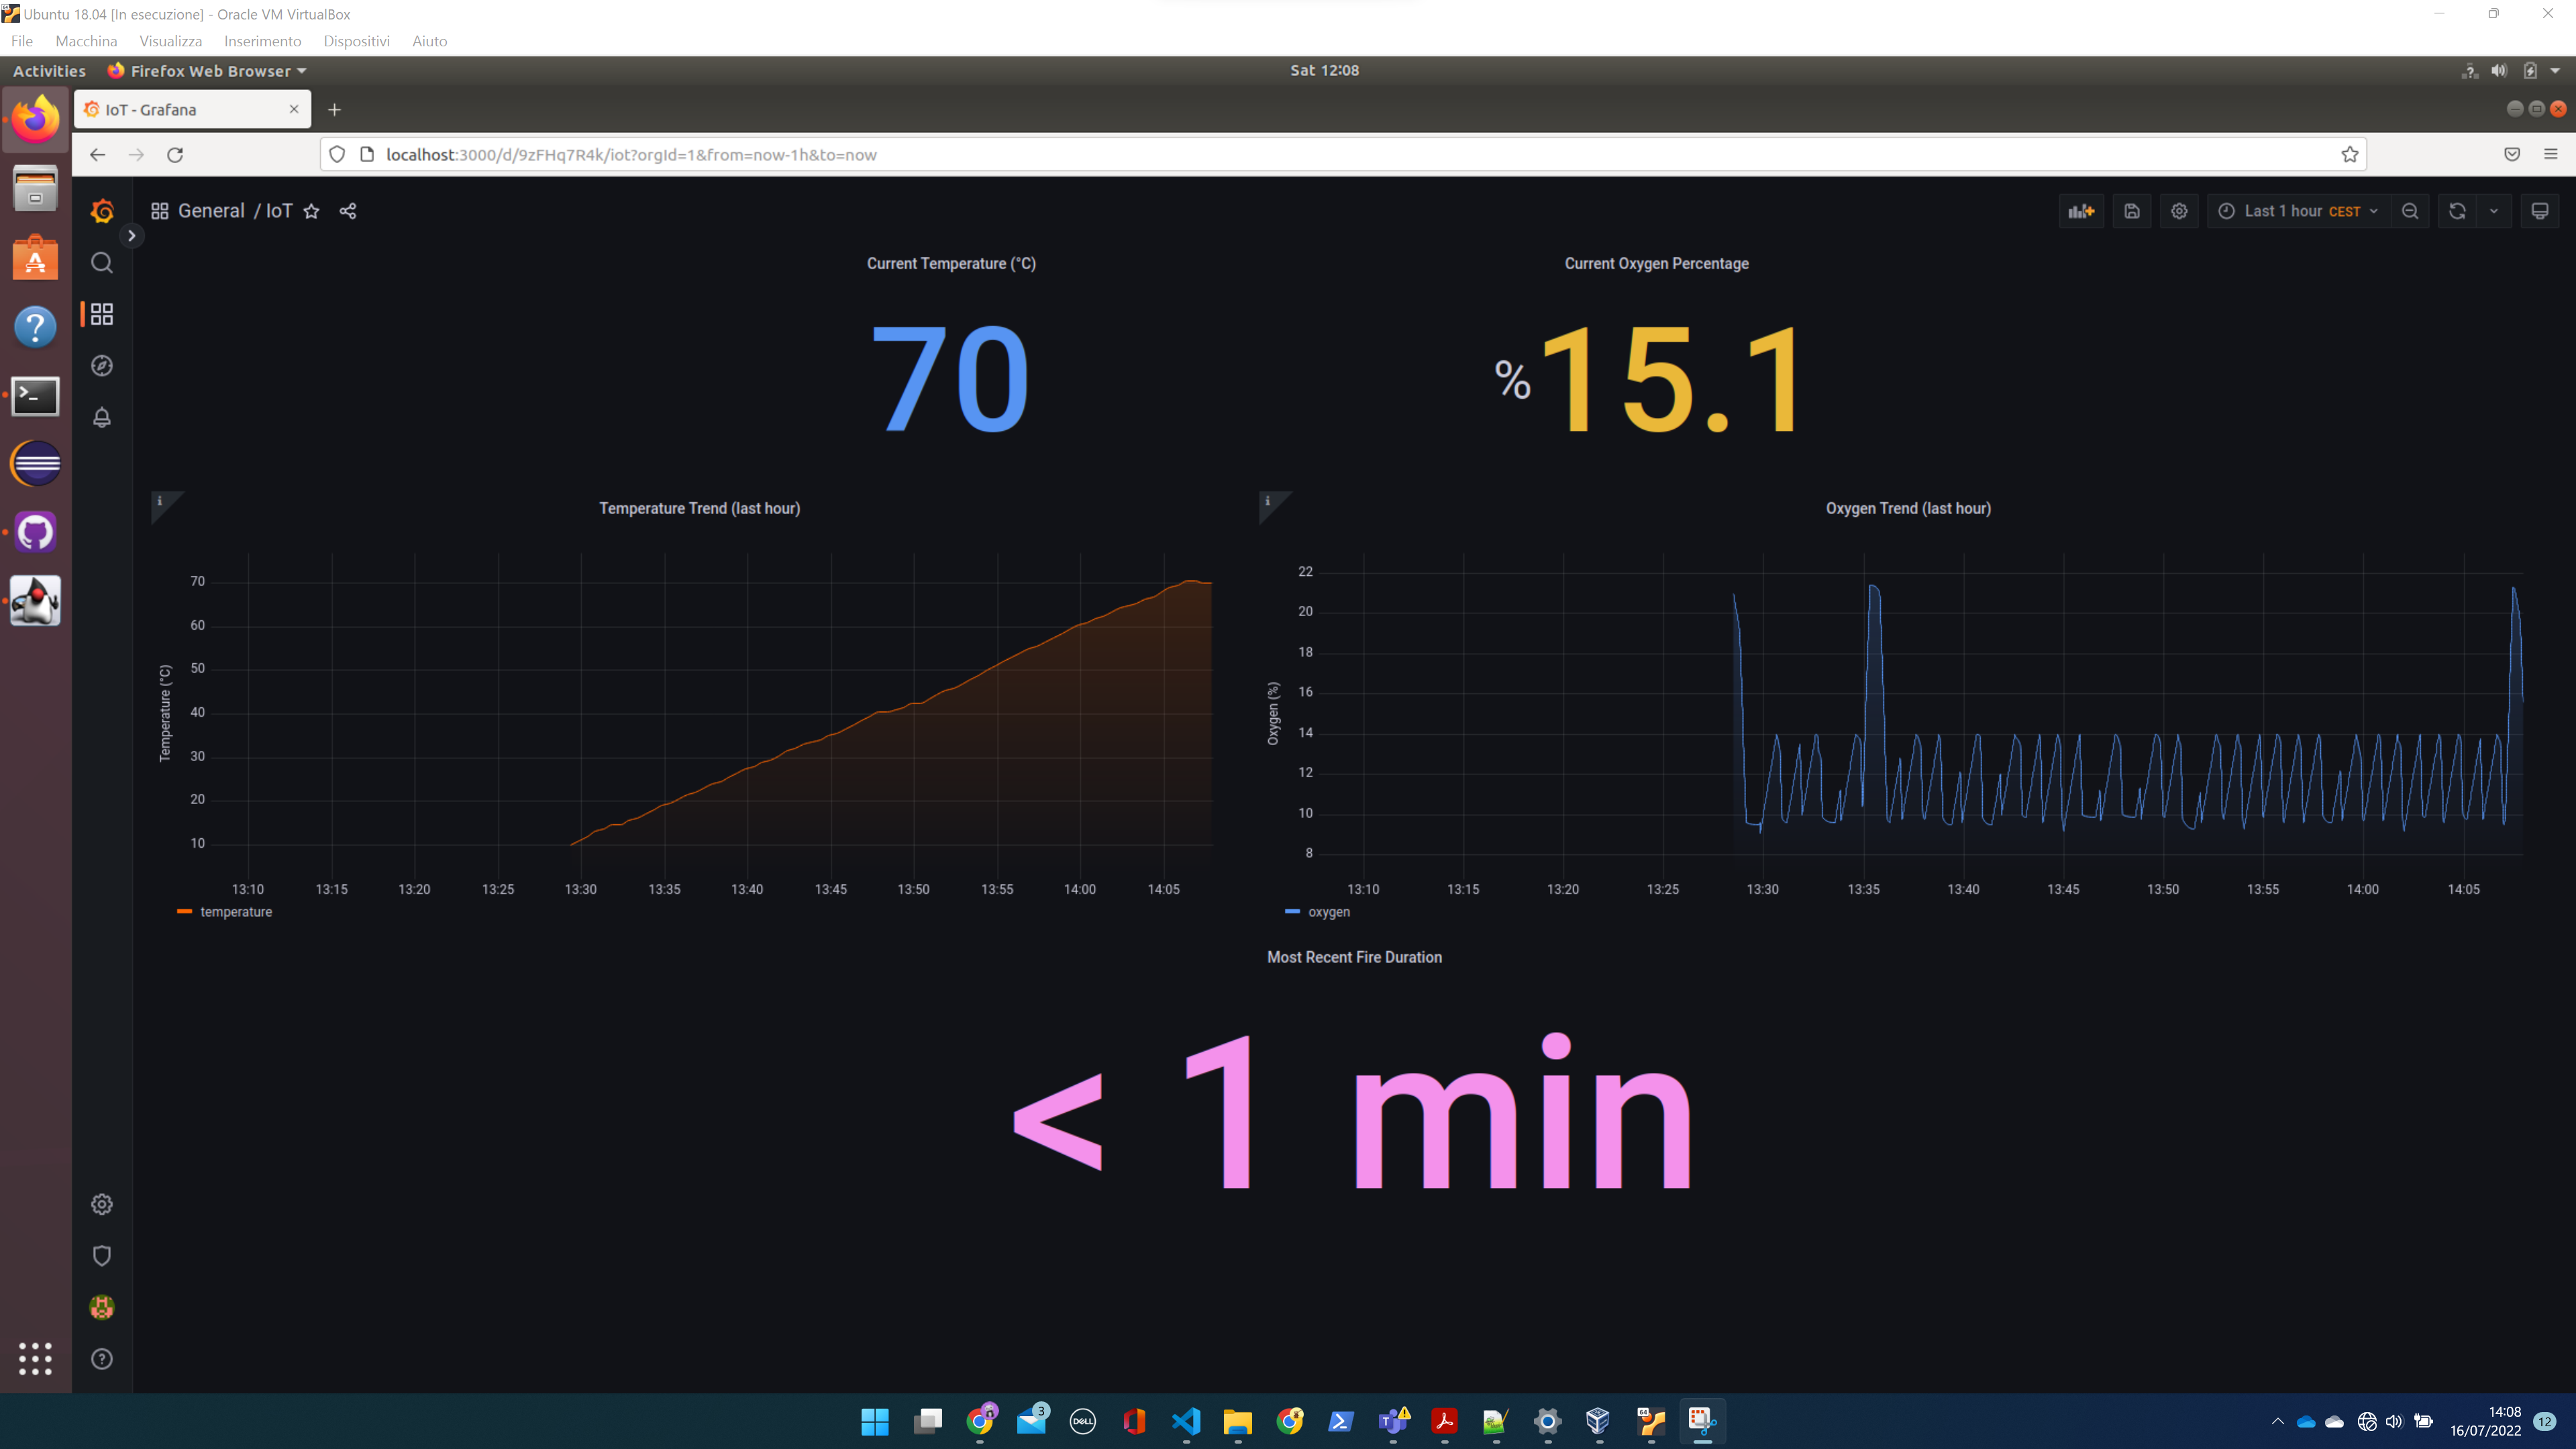 Ubuntu 18.04 [In esecuzione] - Oracle VM VirtualBox
File Macchina Visualizza Inserimento Dispositivi Aiuto
Activities Firefox Web Browser Sat 12:08
IoT - Grafana
localhost:3000/d/9zFHq7R4k/iot?orgId=1&from=now-1h&to=now
General / IoT Last 1 hour CEST
Current Temperature (°C)
70
Current Oxygen Percentage
%15.1
Temperature Trend (last hour)
Temperature (°C)
70
60
50
40
30
20
10
13:10 13:15 13:20 13:25 13:30 13:35 13:40 13:45 13:50 13:55 14:00 14:05
temperature
Oxygen Trend (last hour)
Oxygen (%)
22
20
18
16
14
12
10
8
13:10 13:15 13:20 13:25 13:30 13:35 13:40 13:45 13:50 13:55 14:00 14:05
oxygen
Most Recent Fire Duration
< 1 min
3
DELL
64
14:08
16/07/2022
12